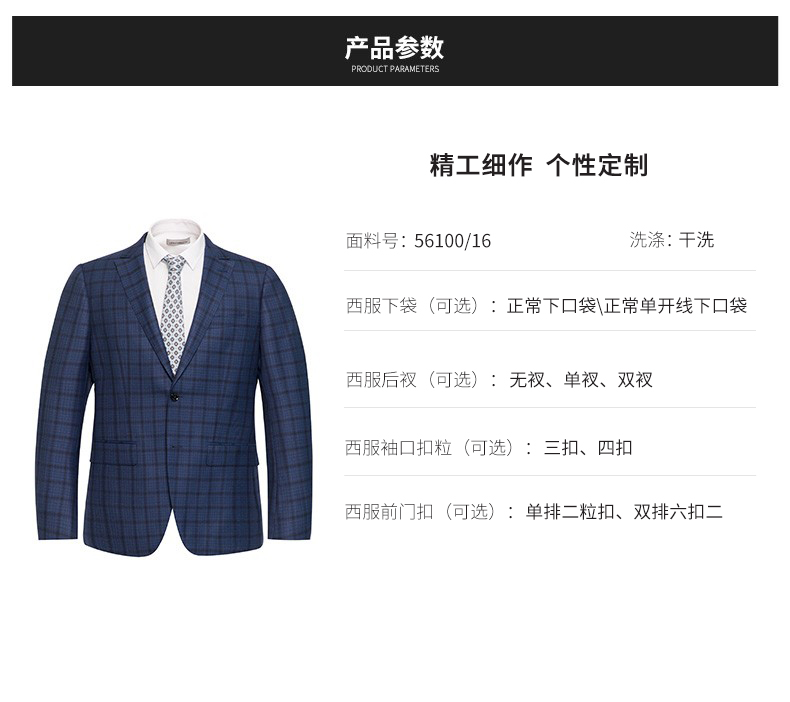 产品参数
PRODUCT PARAMETERS
精工细作 个性定制
面料号：56100/16 洗涤：干洗
西服下袋（可选）：正常下口袋\正常单开线下口袋
西服后衩（可选）：无衩、单衩、双衩
西服袖口扣粒（可选）：三扣、四扣
西服前门扣（可选）：单排二粒扣、双排六扣二